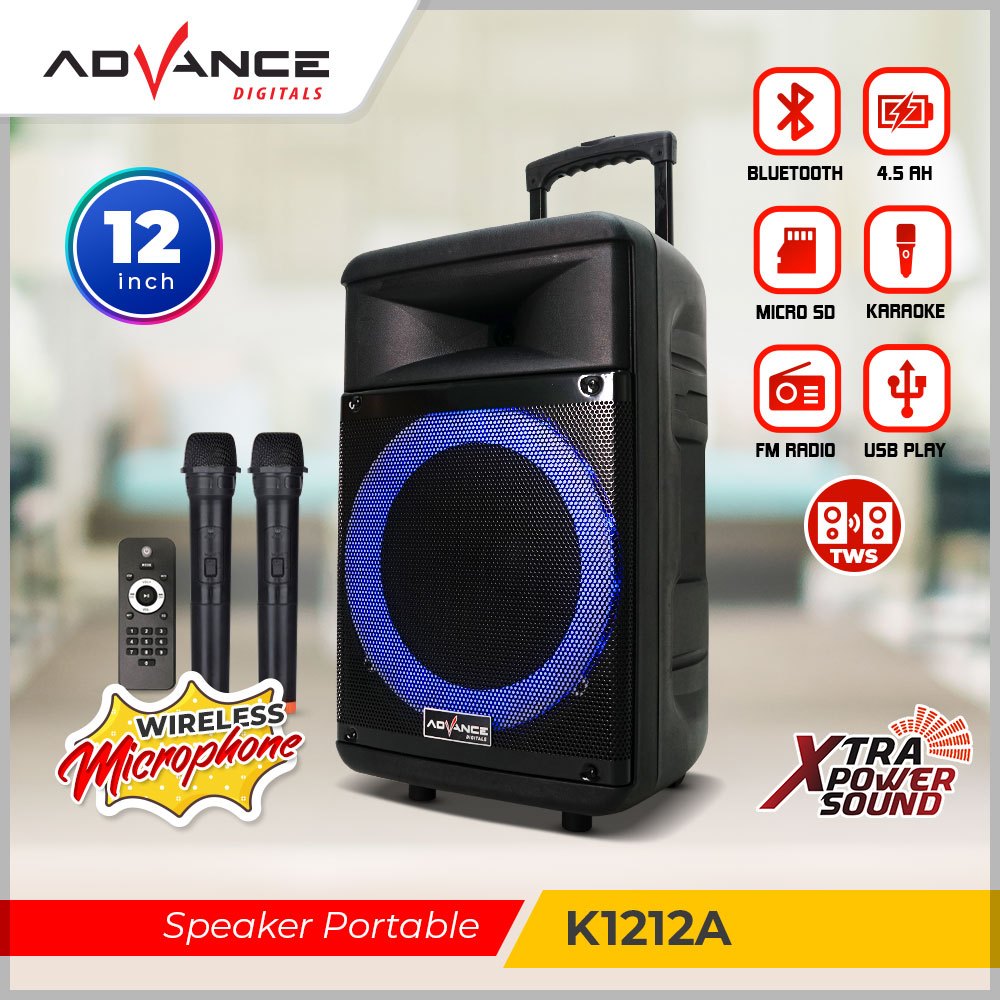 ADVANCE
DIGITALS
12
inch
BLUETOOTH
4.5 AH
MICRO SD
KARAOKE
FM RADIO
USB PLAY
TWS
WIRELESS
Microphone
ADVANCE
DIGITALS
XTRA
POWER
SOUND
Speaker Portable
K1212A